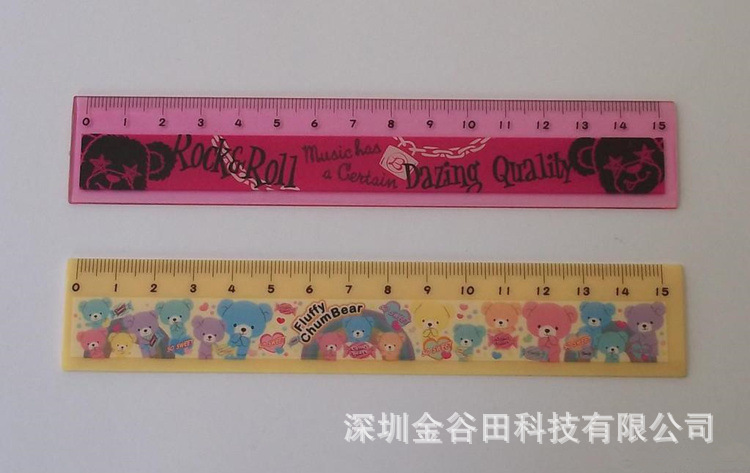 0 1 2 3 4 5 6 7 8 9 10 11 12 13 14 15
Rock & Roll Music has a Certain Dazing Quality
0 1 2 3 4 5 6 7 8 9 10 11 12 13 14 15
Fluffy
ChumBear
深圳金谷田科技有限公司